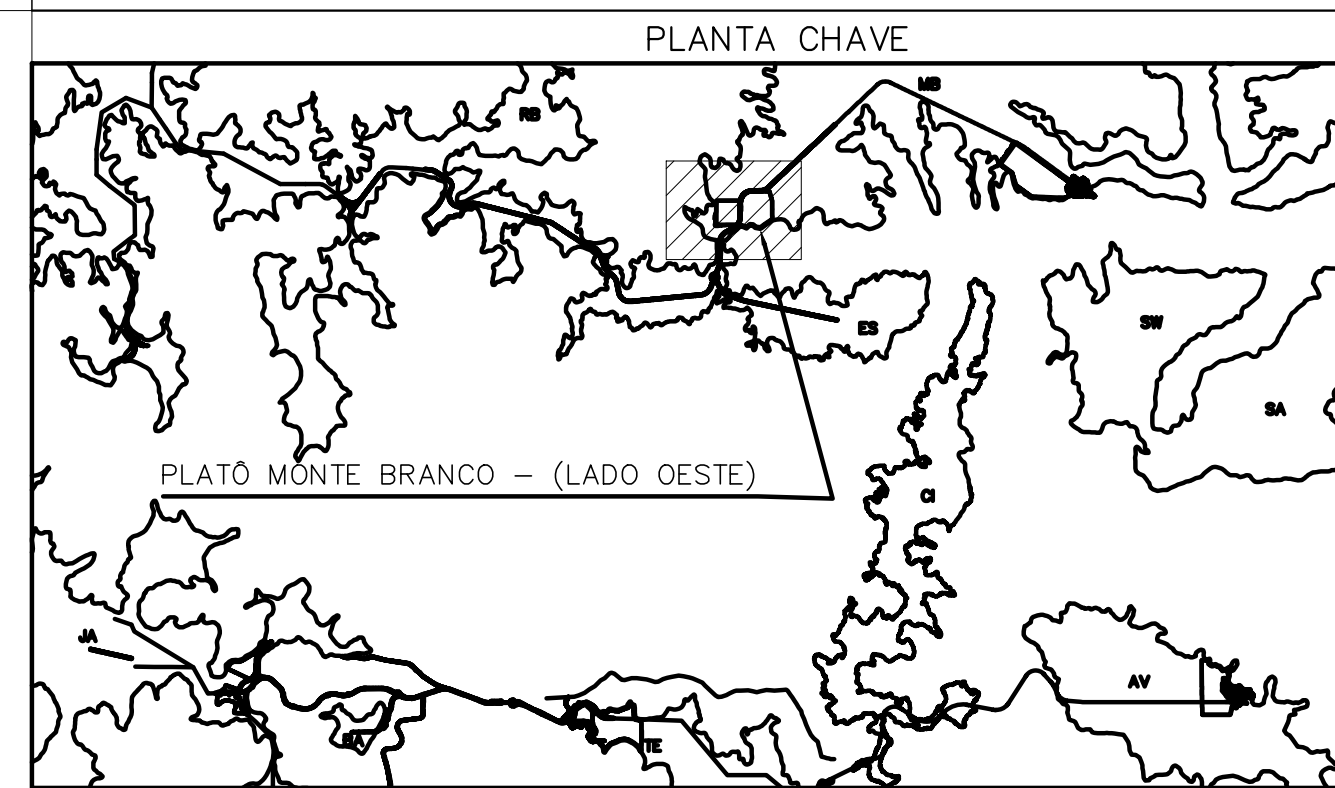 PLANTA CHAVE
MB
RB
ES
SW
SA
PLATÔ MONTE BRANCO – (LADO OESTE)
CI
JA
AV
TE